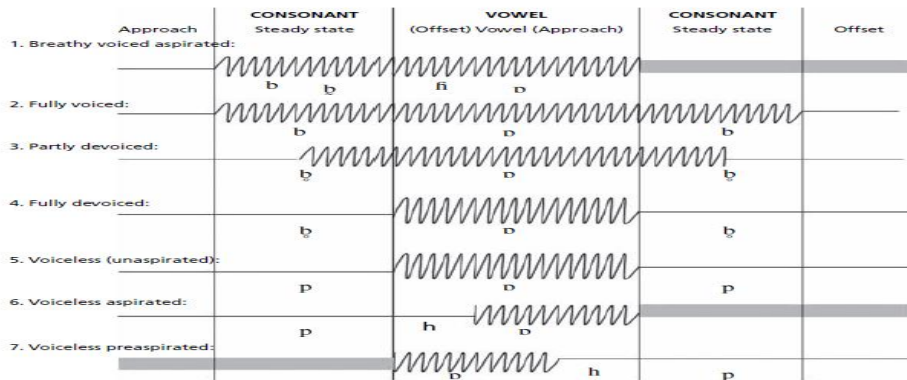 CONSONANT VOWEL CONSONANT
Approach Steady state (Offset) Vowel (Approach) Steady state Offset
1. Breathy voiced aspirated:
b b̤ ɦ ɒ
2. Fully voiced:
b ɒ b
3. Partly devoiced:
b̥ ɒ b̥
4. Fully devoiced:
b̥ ɒ b̥
5. Voiceless (unaspirated):
p ɒ p
6. Voiceless aspirated:
p h ɒ
7. Voiceless preaspirated:
ɒ h p